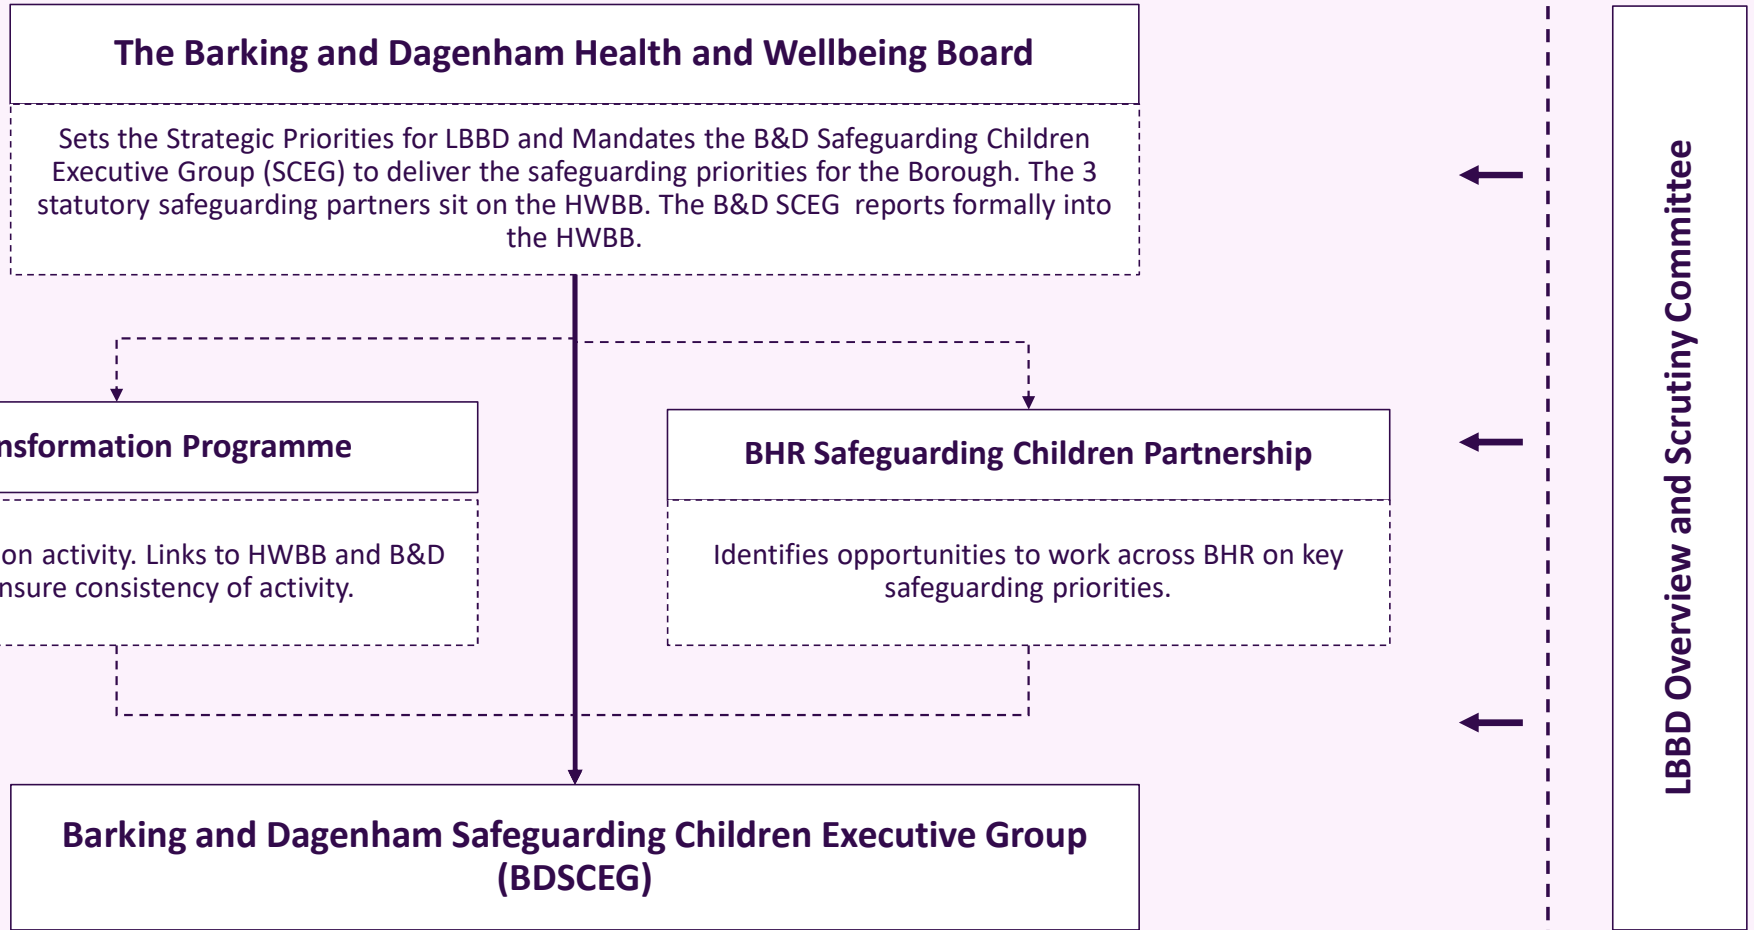 The Barking and Dagenham Health and Wellbeing Board
Sets the Strategic Priorities for LBBD and Mandates the B&D Safeguarding Children
Executive Group (SCEG) to deliver the safeguarding priorities for the Borough. The 3
statutory safeguarding partners sit on the HWBB. The B&D SCEG  reports formally into
the HWBB.
nsformation Programme
on activity. Links to HWBB and B&D
nsure consistency of activity.
BHR Safeguarding Children Partnership
Identifies opportunities to work across BHR on key
safeguarding priorities.
Barking and Dagenham Safeguarding Children Executive Group
(BDSCEG)
LBBD Overview and Scrutiny Committee